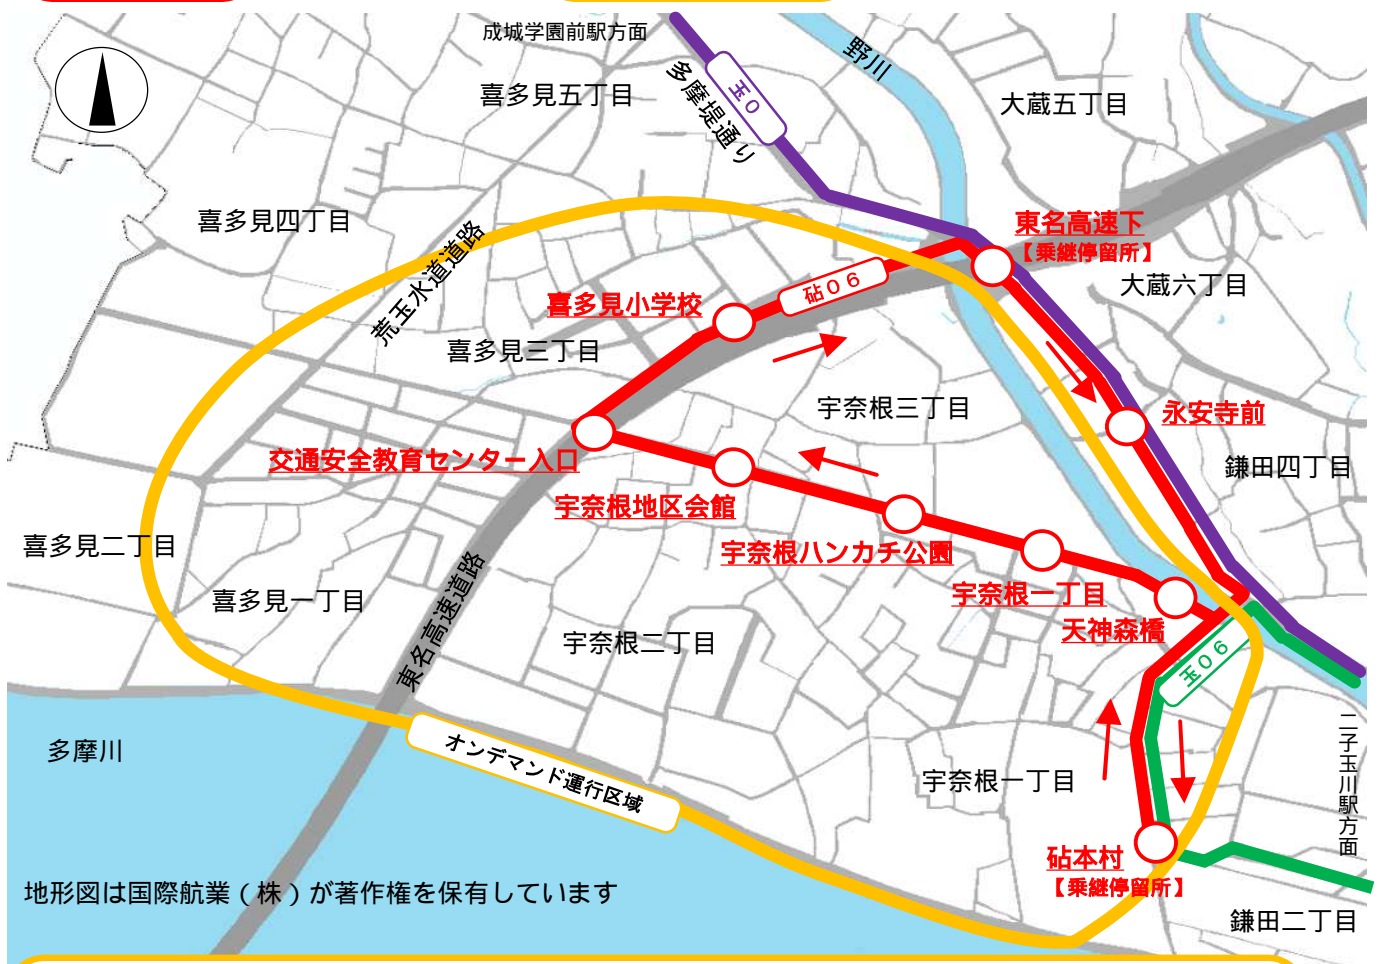 成城学園前駅方面
野川
喜多見五丁目
玉０
多摩堤通り
大蔵五丁目
喜多見四丁目
荒玉水道道路
東名高速下
【乗継停留所】
大蔵六丁目
砧０６
喜多見小学校
喜多見三丁目
宇奈根三丁目
永安寺前
交通安全教育センター入口
鎌田四丁目
宇奈根地区会館
喜多見二丁目
宇奈根ハンカチ公園
東名高速道路
宇奈根一丁目
喜多見一丁目
天神森橋
宇奈根二丁目
玉０６
多摩川
オンデマンド運行区域
宇奈根一丁目
二子玉川駅方面
砧本村
【乗継停留所】
地形図は国際航業（株）が著作権を保有しています
鎌田二丁目